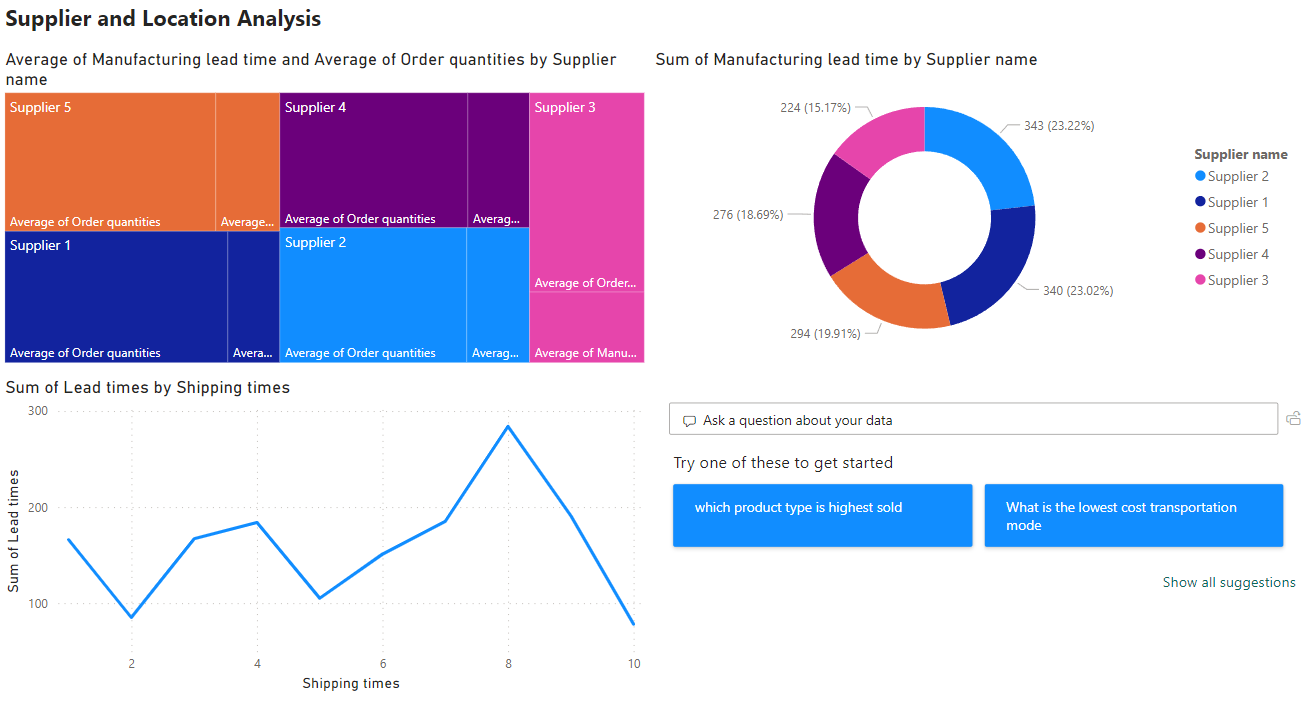 Supplier and Location Analysis
Average of Manufacturing lead time and Average of Order quantities by Supplier
name
Supplier 5
Average of Order quantities
Average...
Supplier 4
Average of Order quantities
Averag...
Supplier 3
Average of Order...
Average of Manu...
Supplier 1
Average of Order quantities
Avera...
Supplier 2
Average of Order quantities
Averag...
Sum of Manufacturing lead time by Supplier name
224 (15.17%)
343 (23.22%)
276 (18.69%)
340 (23.02%)
294 (19.91%)
Supplier name
Supplier 2
Supplier 1
Supplier 5
Supplier 4
Supplier 3
Sum of Lead times by Shipping times
Sum of Lead times
300
200
100
2
4
6
8
10
Shipping times
Ask a question about your data
Try one of these to get started
which product type is highest sold
What is the lowest cost transportation
mode
Show all suggestions